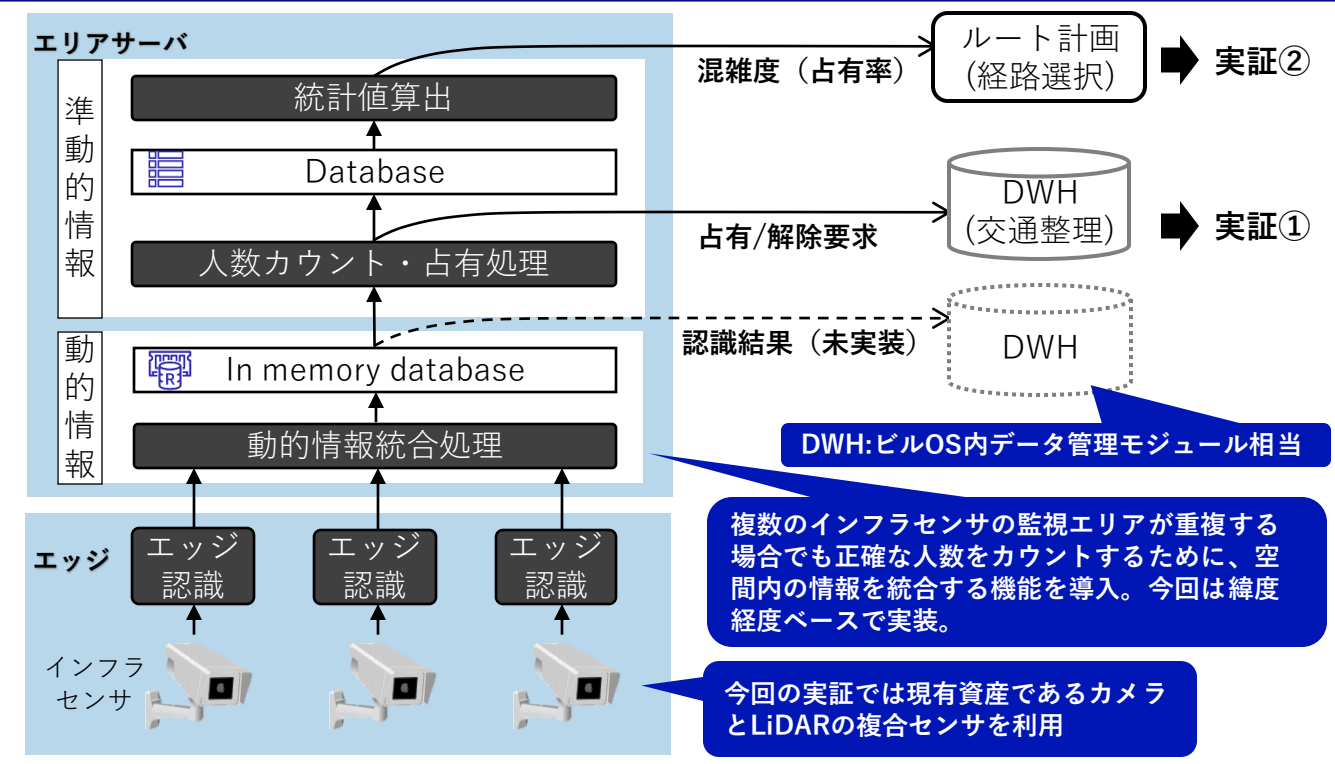 エリアサーバ
準
動
的
情
報
統計値算出
Database
人数カウント・占有処理
動
的
情
報
In memory database
R
動的情報統合処理
混雑度（占有率）
ルート計画
(経路選択)
実証②
占有/解除要求
DWH
(交通整理)
実証①
認識結果（未実装）
DWH
DWH:ビルOS内データ管理モジュール相当
複数のインフラセンサの監視エリアが重複する
場合でも正確な人数をカウントするために、空
間内の情報を統合する機能を導入。今回は緯度
経度ベースで実装。
エッジ
エッジ
認識
エッジ
認識
エッジ
認識
インフラ
センサ
今回の実証では現有資産であるカメラ
とLiDARの複合センサを利用